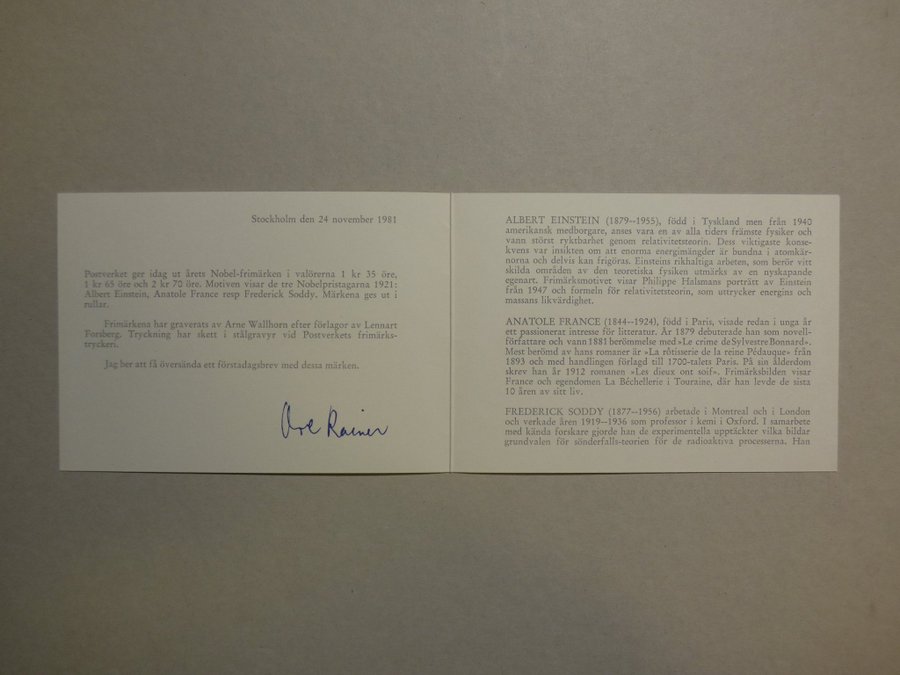 Stockholm den 24 november 1981
Postverket ger idag ut årets Nobel-frimärken i valörerna 1 kr 35 öre,
1 kr 65 öre och 2 kr 70 öre. Motiven visar de tre Nobelpristagarna 1921:
Albert Einstein, Anatole France resp Frederick Soddy. Märkena ges ut i
rullar.
Frimärkena har graverats av Arne Wallhorn efter förlagor av Lennart
Forsberg. Tryckning har skett i stålgravyr vid Postverkets frimärks-
tryckeri.
Jag ber att få översända ett förstadagsbrev med dessa märken.
Ove Rainer
ALBERT EINSTEIN (1879--1955), född i Tyskland men från 1940
amerikansk medborgare, anses vara en av alla tiders främste fysiker och
vann störst ryktbarhet genom relativitetsteorin. Dess viktigaste konse-
kvens var insikten om att enorma energimängder är bundna i atomkär-
norna och delvis kan frigöras. Einsteins rikhaltiga arbeten, som berör vitt
skilda områden av den teoretiska fysiken utmärks av en nyskapande
egenart. Frimärksmotivet visar Philippe Halsmans porträtt av Einstein
från 1947 och formeln för relativitetsteorin, som uttrycker energins och
massans likvärdighet.
ANATOLE FRANCE (1844--1924), född i Paris, visade redan i unga år
ett passionerat intresse för litteratur. År 1879 debuterade han som novell-
författare och vann 1881 berömmelse med »Le crime de Sylvestre Bonnard».
Mest berömd av hans romaner är »La rôtisserie de la reine Pédauque» från
1893 och med handlingen förlagd till 1700-talets Paris. På sin ålderdom
skrev han år 1912 romanen »Les dieux ont soif». Frimärksbilden visar
France och egendomen La Béchellerie i Touraine, där han levde de sista
10 åren av sitt liv.
FREDERICK SODDY (1877--1956) arbetade i Montreal och i London
och verkade åren 1919--1936 som professor i kemi i Oxford. I samarbete
med kända forskare gjorde han de experimentella upptäckter vilka bildar
grundvalen för sönderfalls-teorien för de radioaktiva processerna. Han